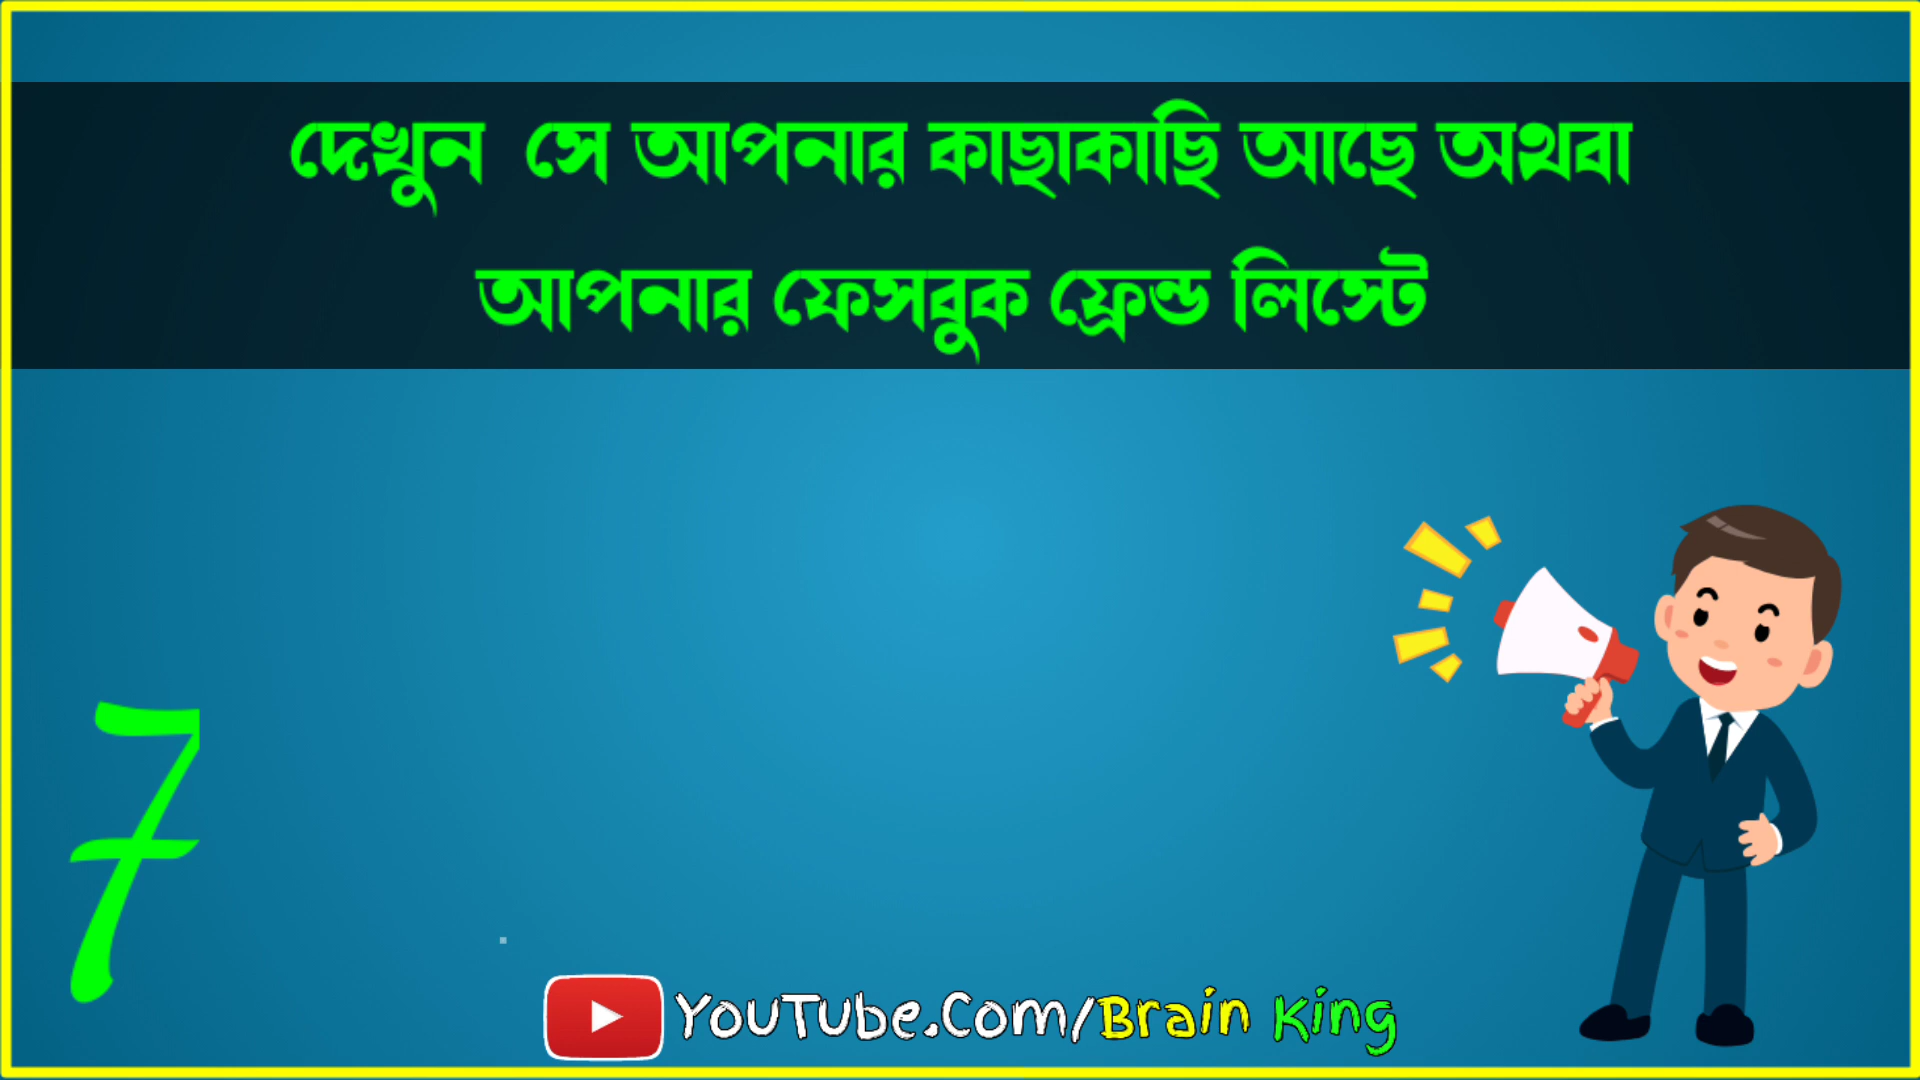 দেখুন সে আপনার কাছাকাছি আছে অথবা
আপনার ফেসবুক ফ্রেন্ড লিস্টে
7
YouTube.Com/Brain King